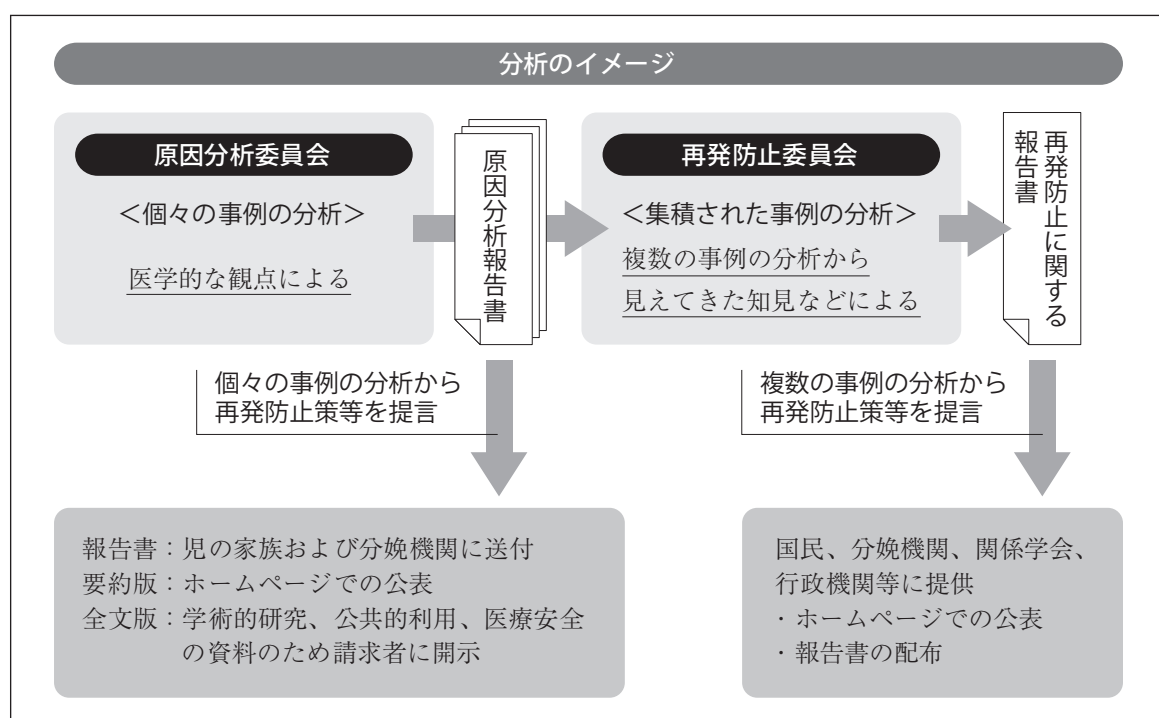 分析のイメージ
原因分析委員会
＜個々の事例の分析＞
医学的な観点による
原因分析報告書
再発防止委員会
＜集積された事例の分析＞
複数の事例の分析から
見えてきた知見などによる
再発防止に関する
報告書
個々の事例の分析から
再発防止策等を提言
複数の事例の分析から
再発防止策等を提言
報告書：児の家族および分娩機関に送付
要約版：ホームページでの公表
全文版：学術的研究、公共的利用、医療安全
の資料のため請求者に開示
国民、分娩機関、関係学会、
行政機関等に提供
・ホームページでの公表
・報告書の配布